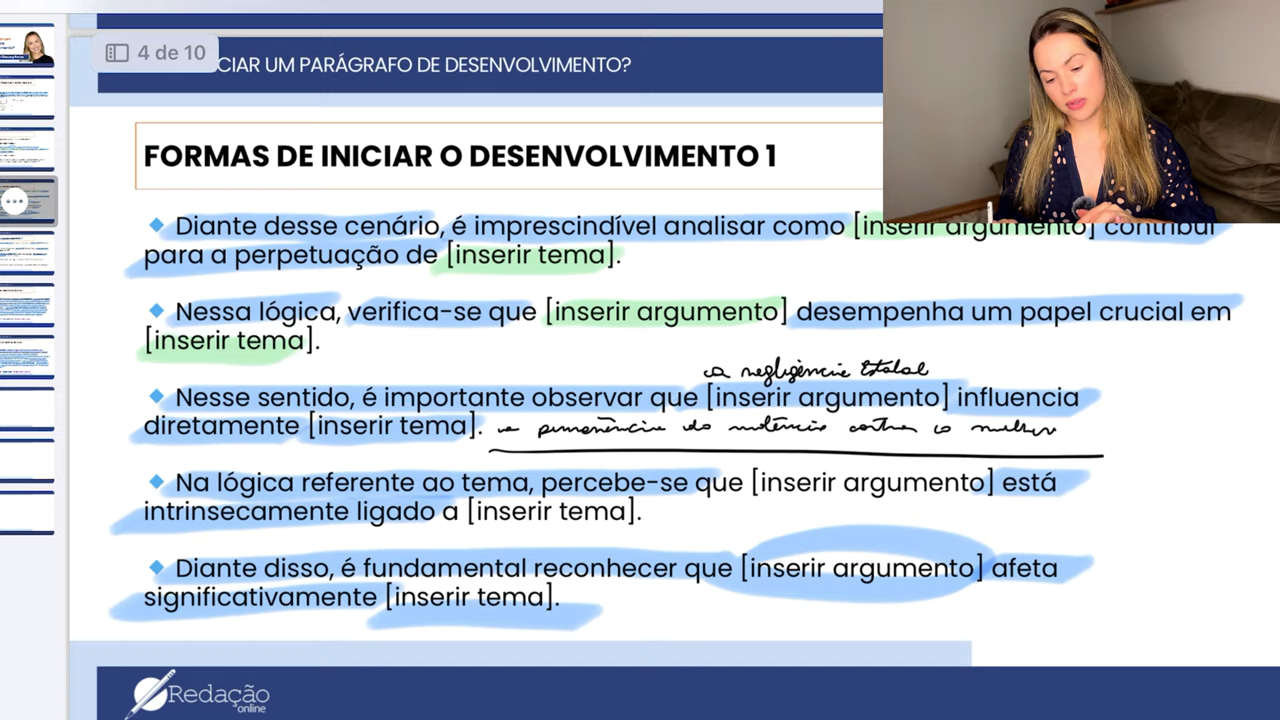 4 de 10
CIAR UM PARÁGRAFO DE DESENVOLVIMENTO?
FORMAS DE INICIAR O DESENVOLVIMENTO 1
Diante desse cenário, é imprescindível analisar como [inserir argumento] contribui
para a perpetuação de [inserir tema].
Nessa lógica, verifica-se que [inserir argumento] desempenha um papel crucial em
[inserir tema].
a negligência Estatal
Nesse sentido, é importante observar que [inserir argumento] influencia
diretamente [inserir tema]. a permanência da violência contra a mulher
Na lógica referente ao tema, percebe-se que [inserir argumento] está
intrinsecamente ligado a [inserir tema].
Diante disso, é fundamental reconhecer que [inserir argumento] afeta
significativamente [inserir tema].
Redação
online